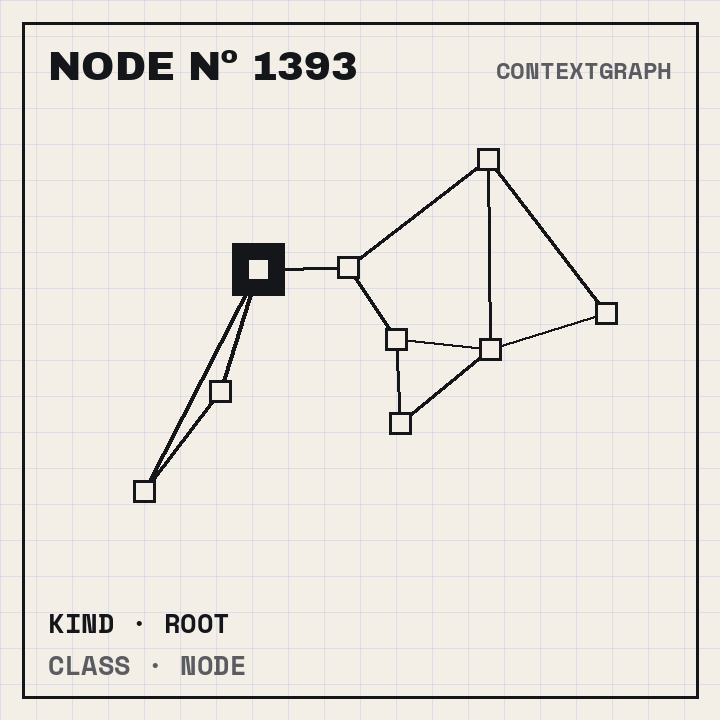 NODE Nº 1393
CONTEXTGRAPH
KIND · ROOT
CLASS · NODE